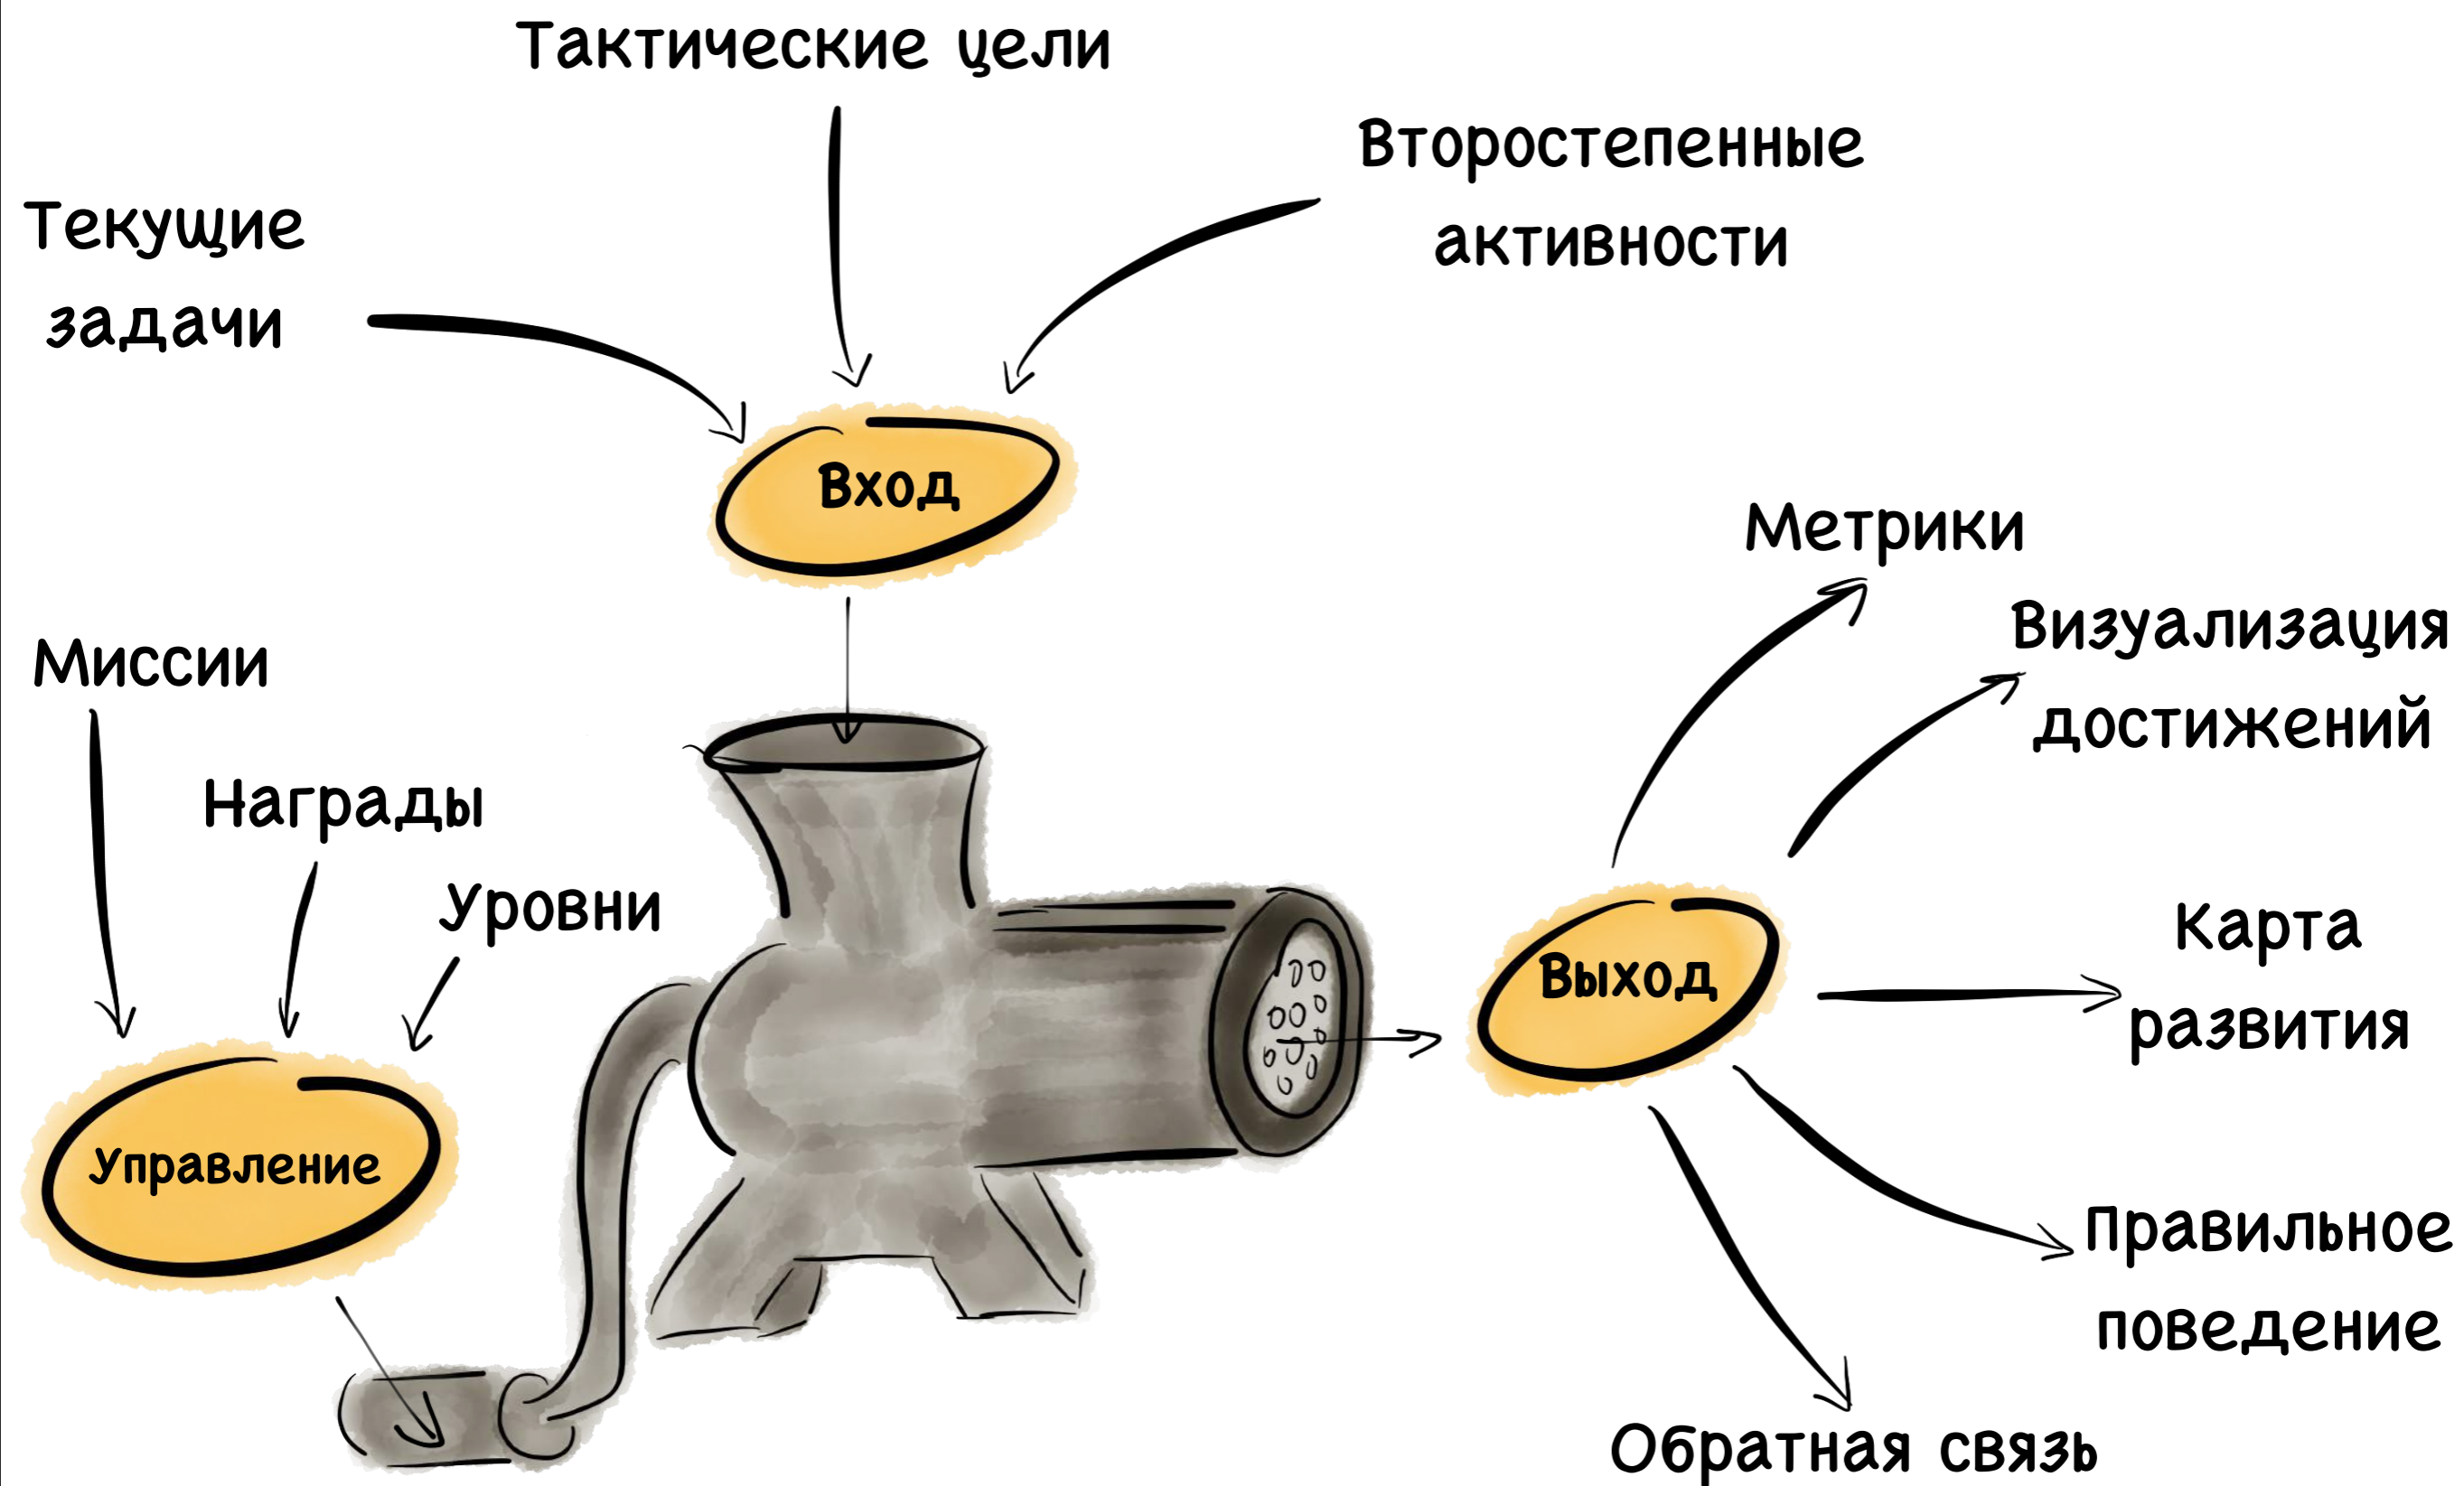 Тактические цели
Второстепенные
активности
Текущие
задачи
Вход
Миссии
Награды
Уровни
Управление
Метрики
Визуализация
достижений
Выход
Карта
развития
Правильное
поведение
Обратная связь